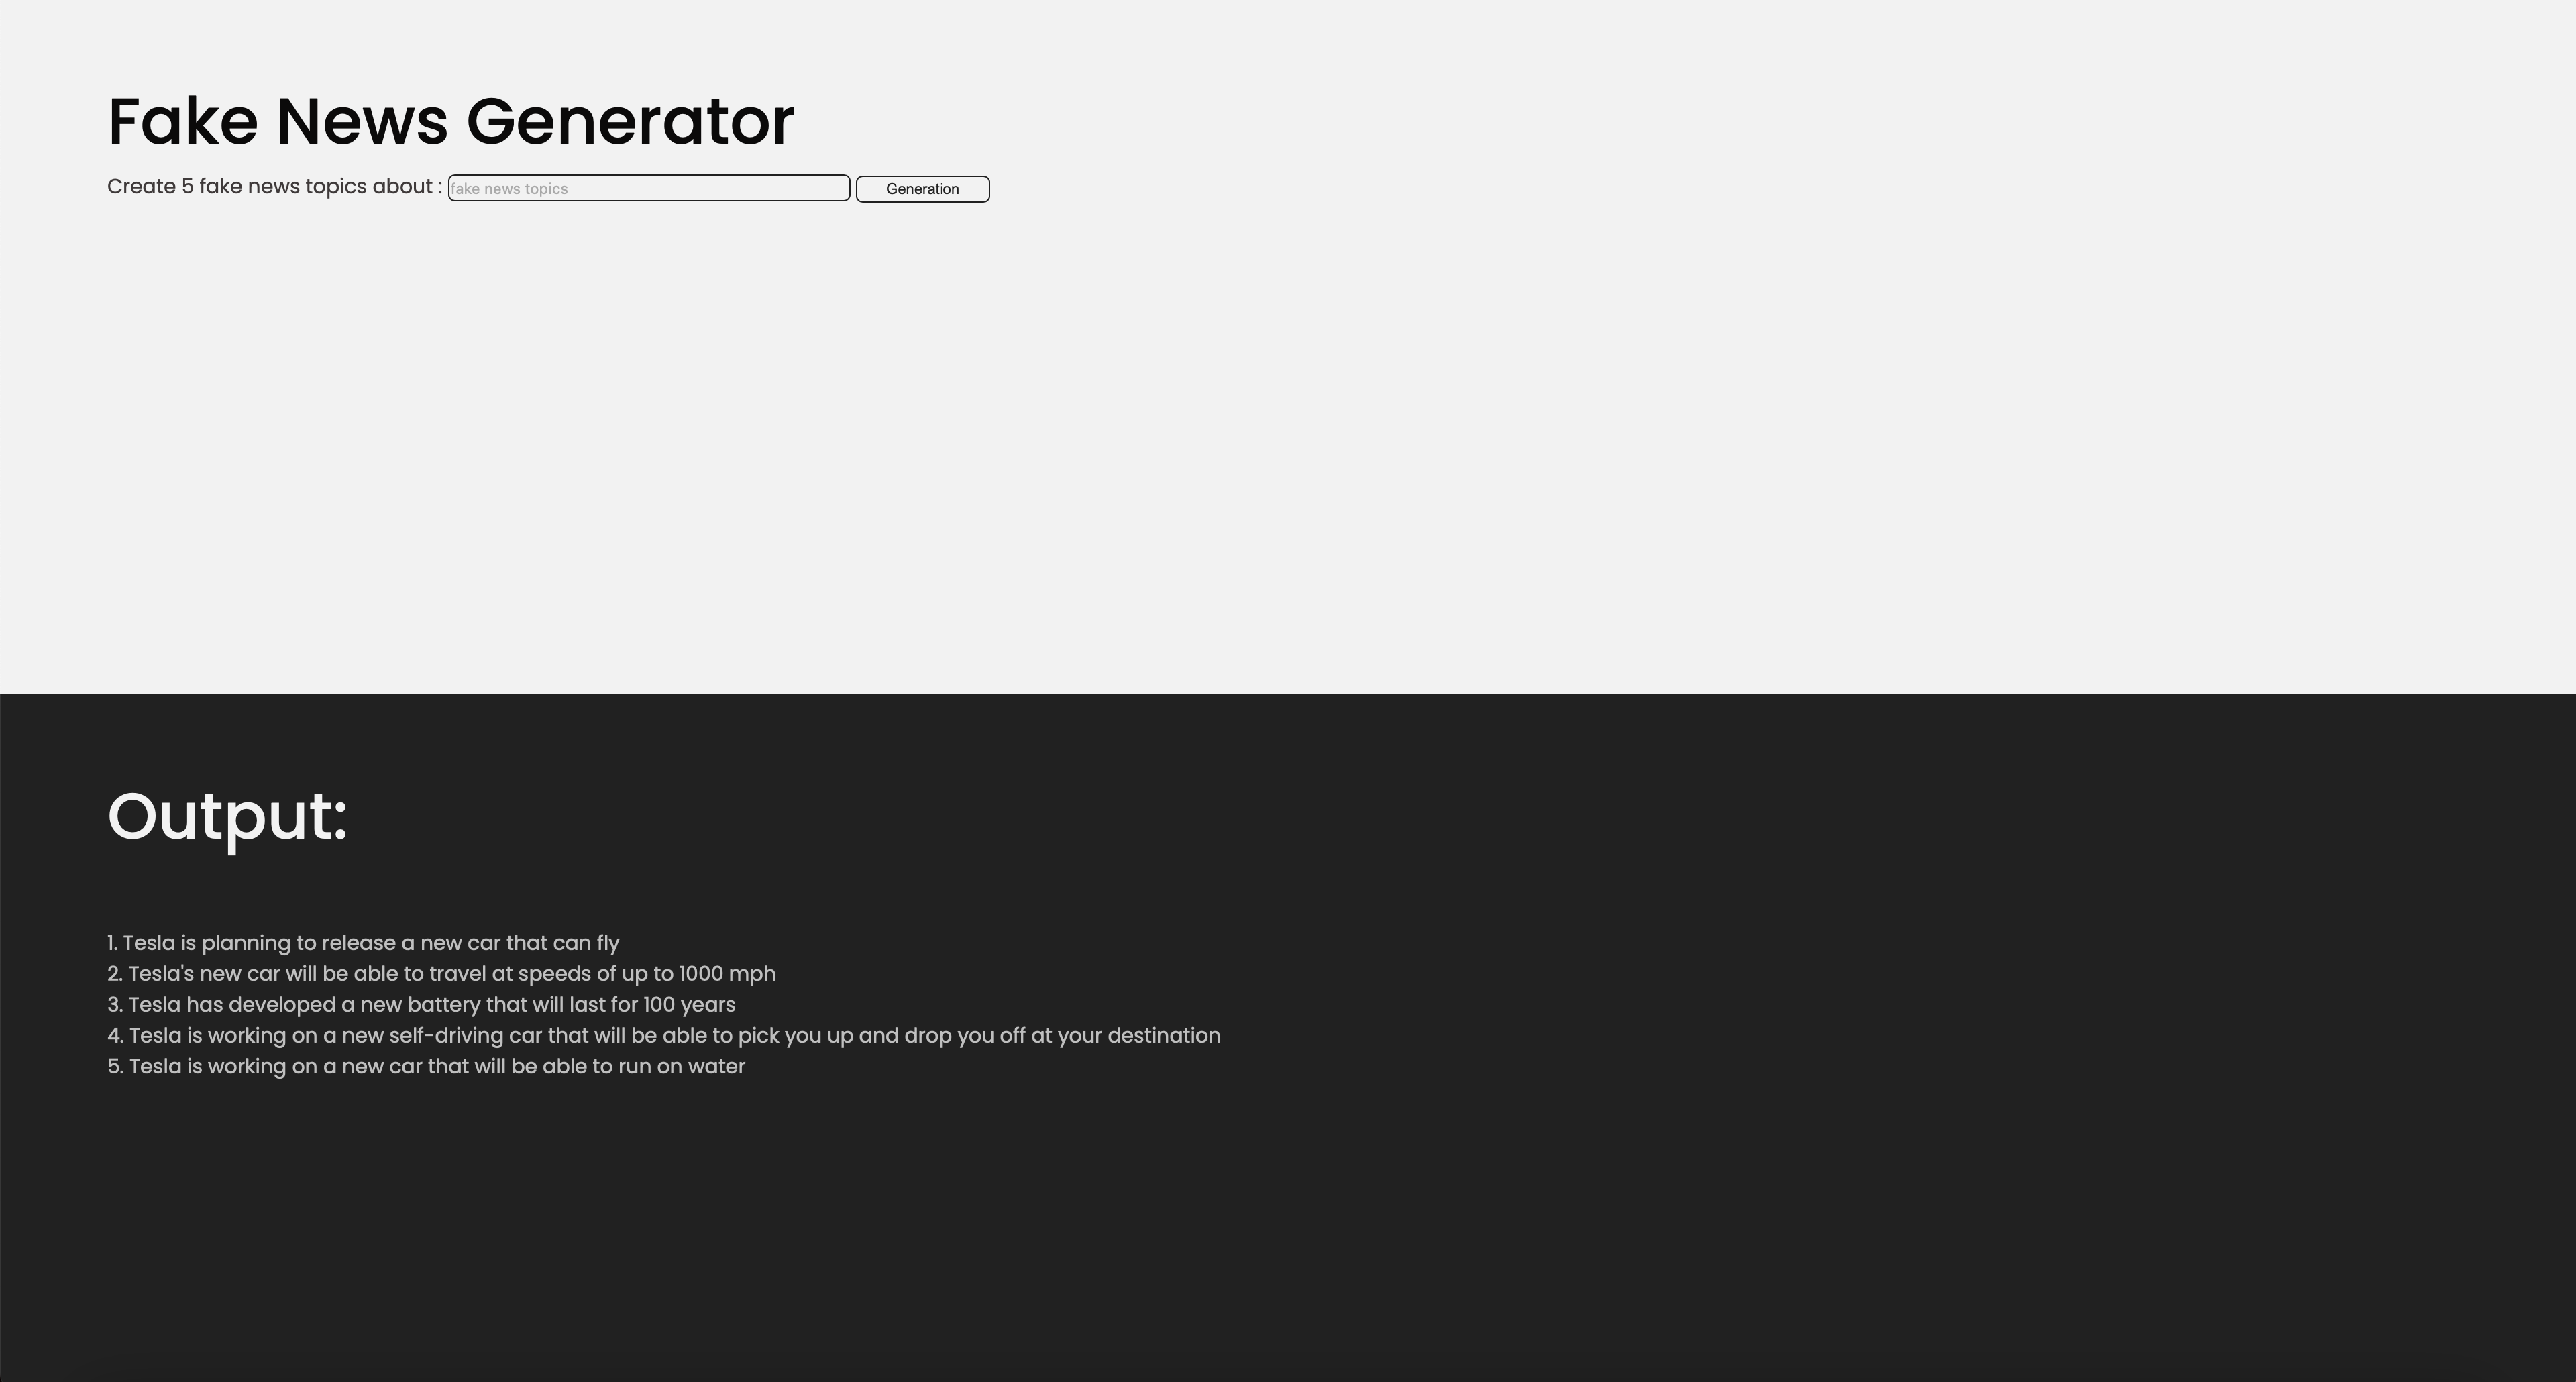 Fake News Generator
Create 5 fake news topics about : fake news topics Generation
Output:
1. Tesla is planning to release a new car that can fly
2. Tesla's new car will be able to travel at speeds of up to 1000 mph
3. Tesla has developed a new battery that will last for 100 years
4. Tesla is working on a new self-driving car that will be able to pick you up and drop you off at your destination
5. Tesla is working on a new car that will be able to run on water